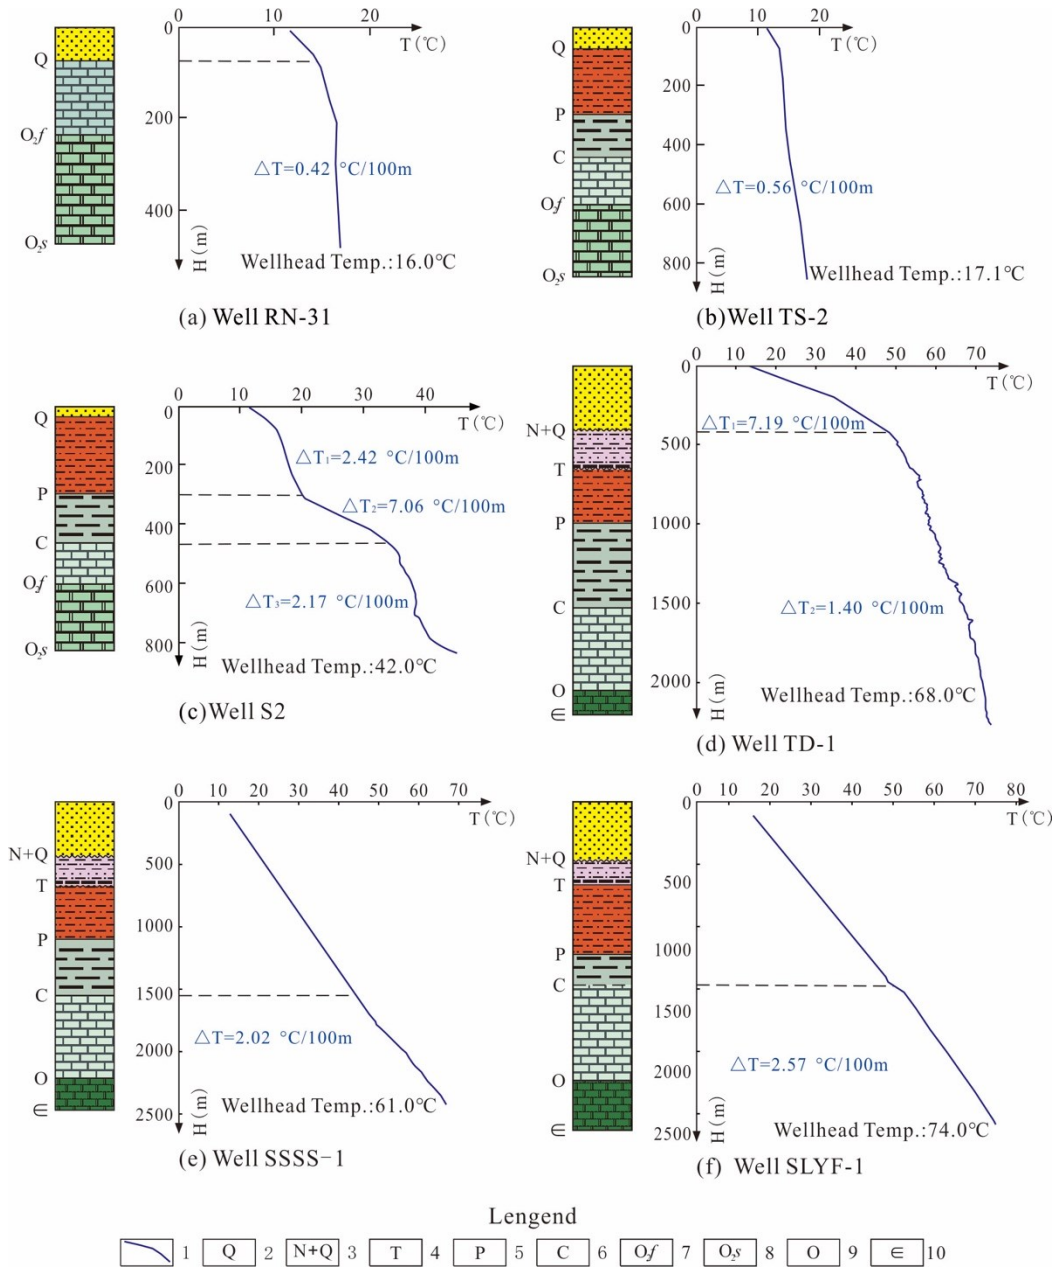 0 10 20
T(℃)
Q
O₂f
O₂s
200
400
H(m)
△T=0.42 °C/100m
Wellhead Temp.:16.0℃
(a) Well RN-31
0 10 20
T(℃)
Q
P
C
O₂f
O₂s
200
400
600
800
H(m)
△T=0.56 °C/100m
Wellhead Temp.:17.1℃
(b)Well TS-2
0 10 20 30 40
T(℃)
Q
P
C
O₂f
O₂s
0
200
400
600
800
H(m)
△T₁=2.42 °C/100m
△T₂=7.06 °C/100m
△T₃=2.17 °C/100m
Wellhead Temp.:42.0℃
(c)Well S2
0 10 20 30 40 50 60 70
T(℃)
N+Q
T
P
C
O
∈
0
500
1000
1500
2000
H(m)
△T₁=7.19 °C/100m
△T₂=1.40 °C/100m
Wellhead Temp.:68.0℃
(d) Well TD-1
0 10 20 30 40 50 60 70
T(℃)
N+Q
T
P
C
O
∈
0
500
1000
1500
2000
2500
H(m)
△T=2.02 °C/100m
Wellhead Temp.:61.0℃
(e) Well SSSS-1
0 10 20 30 40 50 60 70 80
T(℃)
N+Q
T
P
C
O
∈
0
500
1000
1500
2000
2500
H(m)
△T=2.57 °C/100m
Wellhead Temp.:74.0℃
(f) Well SLYF-1
Lengend
1 Q 2 N+Q 3 T 4 P 5 C 6 O₂f 7 O₂s 8 O 9 ∈ 10